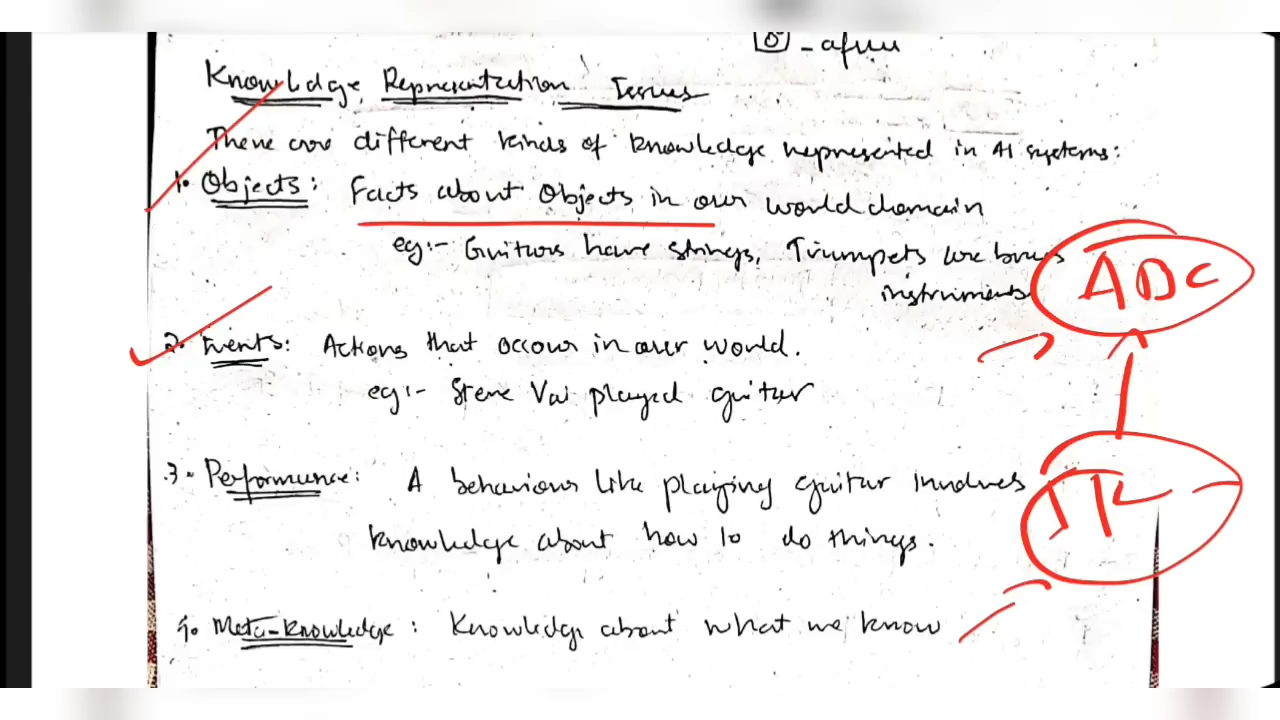 - afuu
Knowledge Representation Issues
There are different kinds of knowledge represented in AI systems:
1. Objects: Facts about Objects in our world domain
eg:- Guitars have strings, Trumpets are brass
instruments
ABC
2. Events: Actions that occur in our world.
eg:- Steve Vai played guitar
3. Performance: A behaviour like playing guitar involves
knowledge about how to do things.
4. Meta-knowledge: Knowledge about what we know